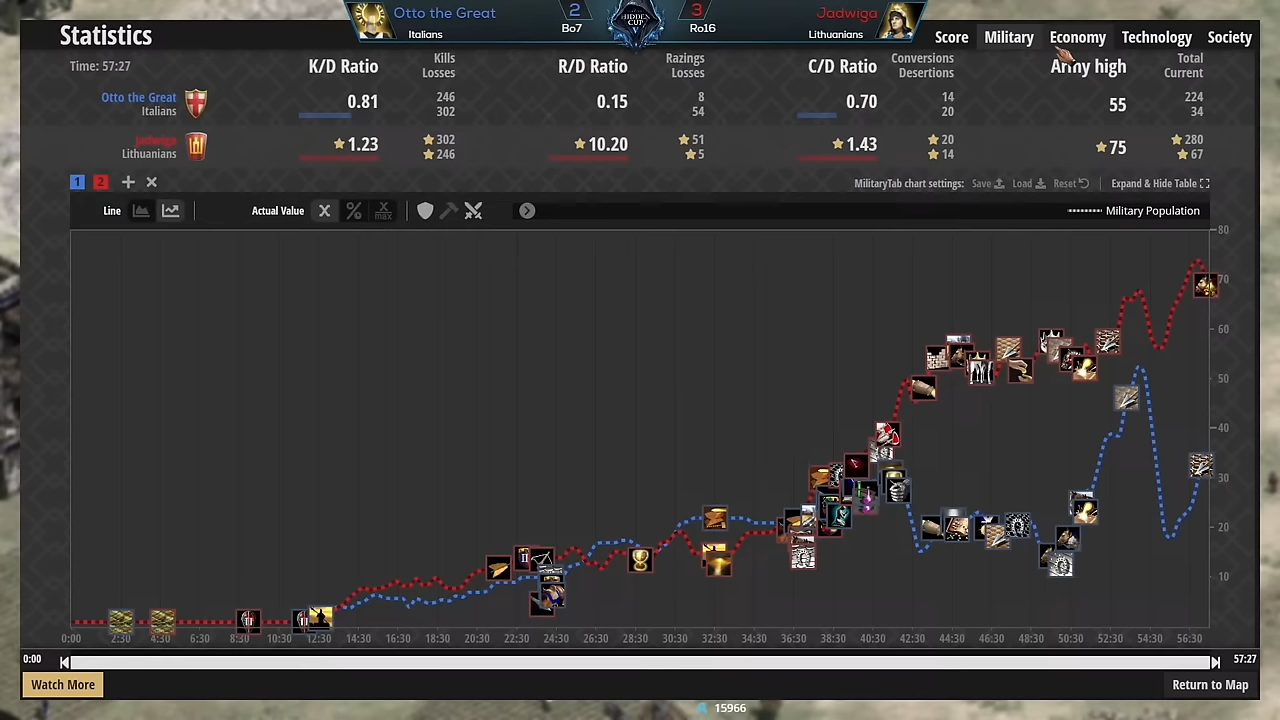 Otto the Great
2
3
Jadwiga
Italians
Bo7
HIDDEN
CUP
Ro16
Lithuanians
Statistics
Score
Military
Economy
Technology
Society
Time: 57:27
K/D Ratio
Kills
Losses
R/D Ratio
Razings
Losses
C/D Ratio
Conversions
Desertions
Army high
Total
Current
Otto the Great
Italians
0.81
246
302
0.15
8
54
0.70
14
20
55
224
34
Jadwiga
Lithuanians
1.23
302
246
10.20
51
5
1.43
20
14
75
280
67
1
2
MilitaryTab chart settings:
Save
Load
Reset
Expand & Hide Table
Line
Actual Value
X
%
X
max
Military Population
80
70
60
50
40
30
20
10
0:00
2:30
4:30
6:30
8:30
10:30
12:30
14:30
16:30
18:30
20:30
22:30
24:30
26:30
28:30
30:30
32:30
34:30
36:30
38:30
40:30
42:30
44:30
46:30
48:30
50:30
52:30
54:30
56:30
0:00
57:27
Watch More
Return to Map
15966